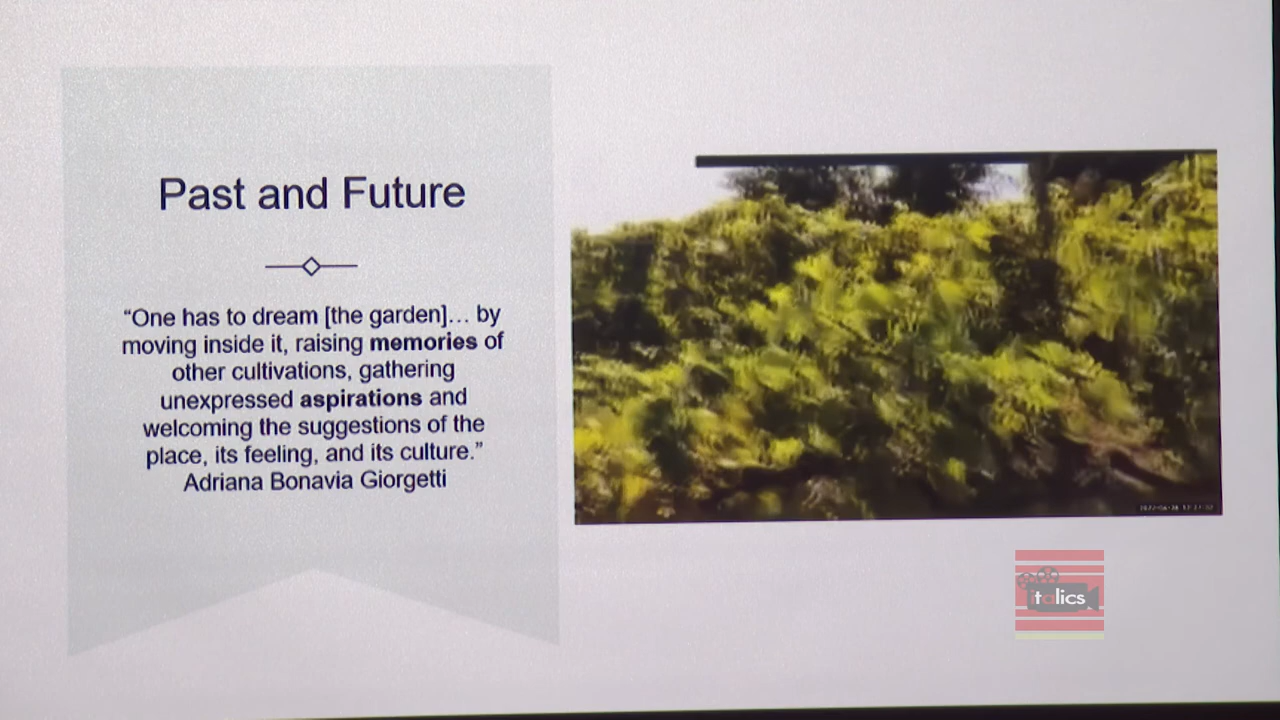 Past and Future
“One has to dream [the garden]... by
moving inside it, raising memories of
other cultivations, gathering
unexpressed aspirations and
welcoming the suggestions of the
place, its feeling, and its culture.”
Adriana Bonavia Giorgetti
italics